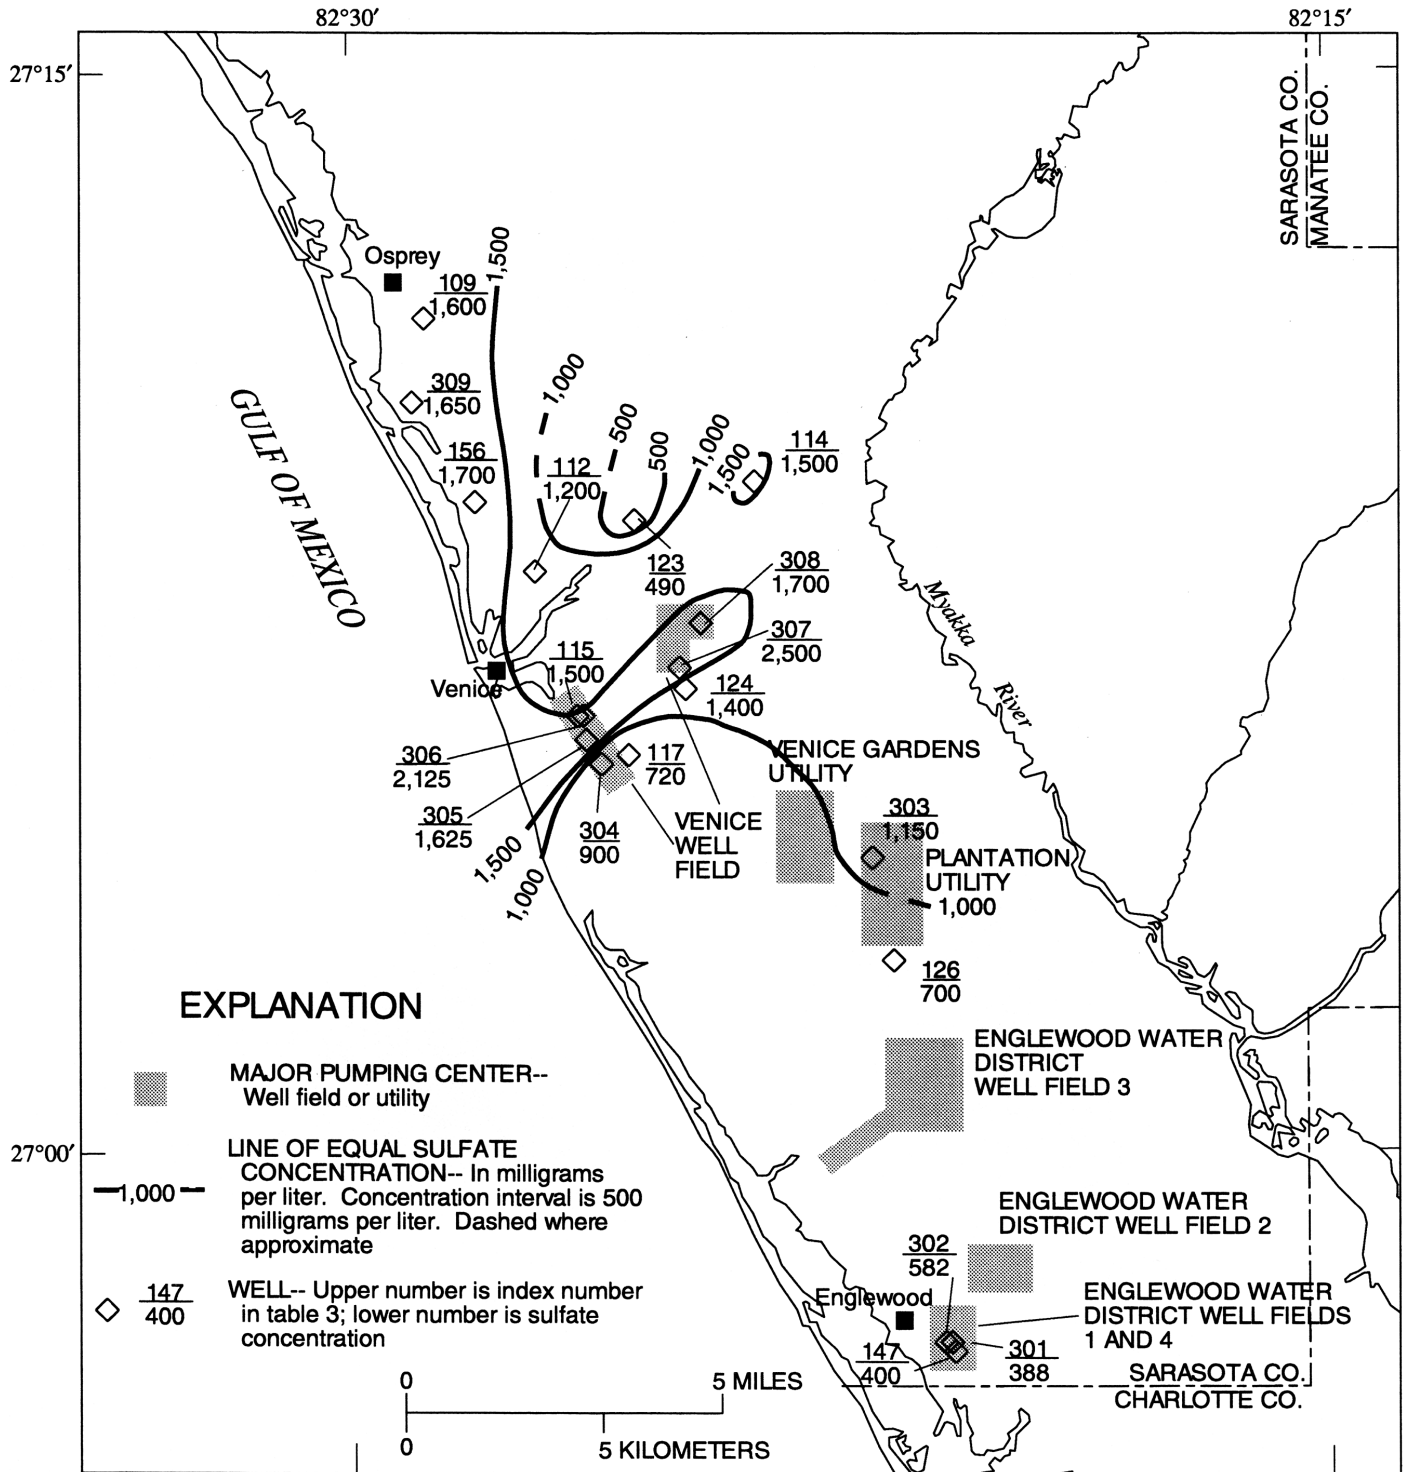 82°30′
82°15′
27°15′
SARASOTA CO.
MANATEE CO.
Osprey
1,500
109
1,600
309
1,650
156
1,700
GULF OF MEXICO
1,000
500
500
1,000
1,500
114
1,500
112
1,200
123
490
308
1,700
307
2,500
115
1,500
124
1,400
Venice
Myakka
River
306
2,125
117
720
VENICE GARDENS
UTILITY
305
1,625
304
900
VENICE
WELL
FIELD
303
1,150
1,500
1,000
PLANTATION
UTILITY
1,000
126
700
EXPLANATION
MAJOR PUMPING CENTER--
Well field or utility
LINE OF EQUAL SULFATE
CONCENTRATION-- In milligrams
per liter. Concentration interval is 500
milligrams per liter. Dashed where
approximate
1,000
147
400
WELL-- Upper number is index number
in table 3; lower number is sulfate
concentration
27°00′
ENGLEWOOD WATER
DISTRICT
WELL FIELD 3
ENGLEWOOD WATER
DISTRICT WELL FIELD 2
302
582
Englewood
ENGLEWOOD WATER
DISTRICT WELL FIELDS
1 AND 4
147
400
301
388
SARASOTA CO.
CHARLOTTE CO.
0
5 MILES
0
5 KILOMETERS